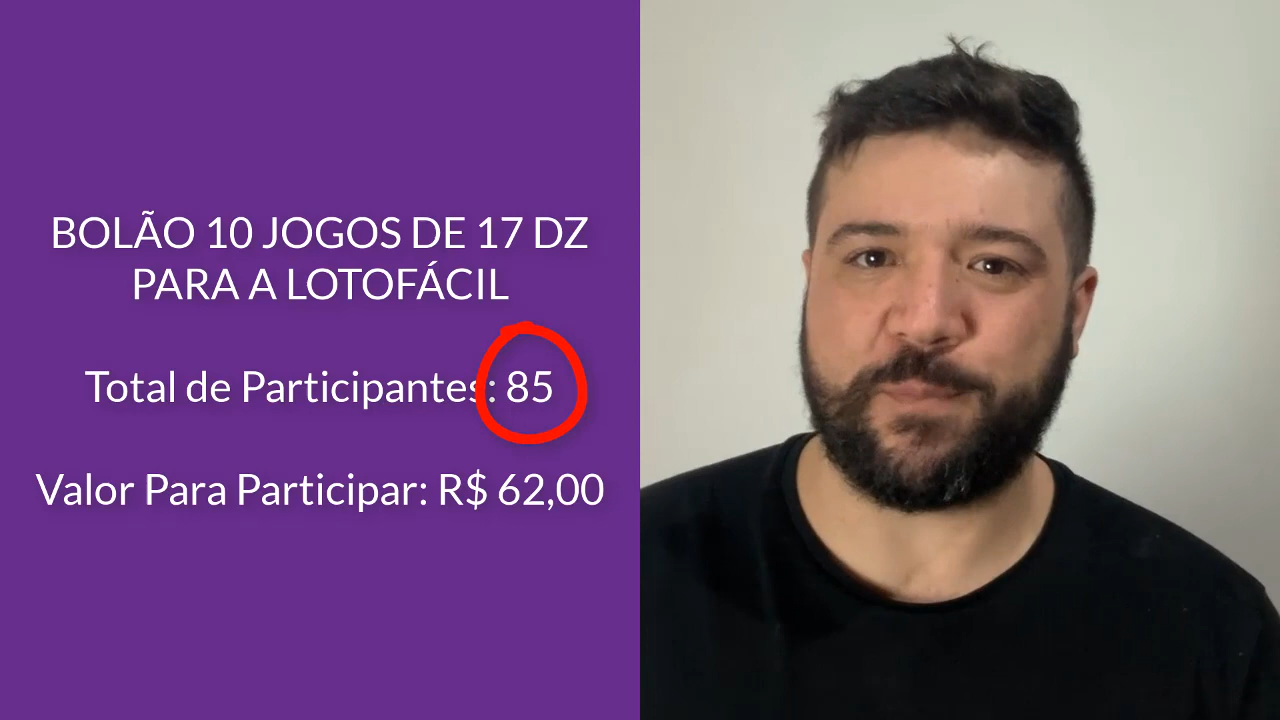 BOLÃO 10 JOGOS DE 17 DZ
PARA A LOTOFÁCIL
Total de Participantes: 85
Valor Para Participar: R$ 62,00